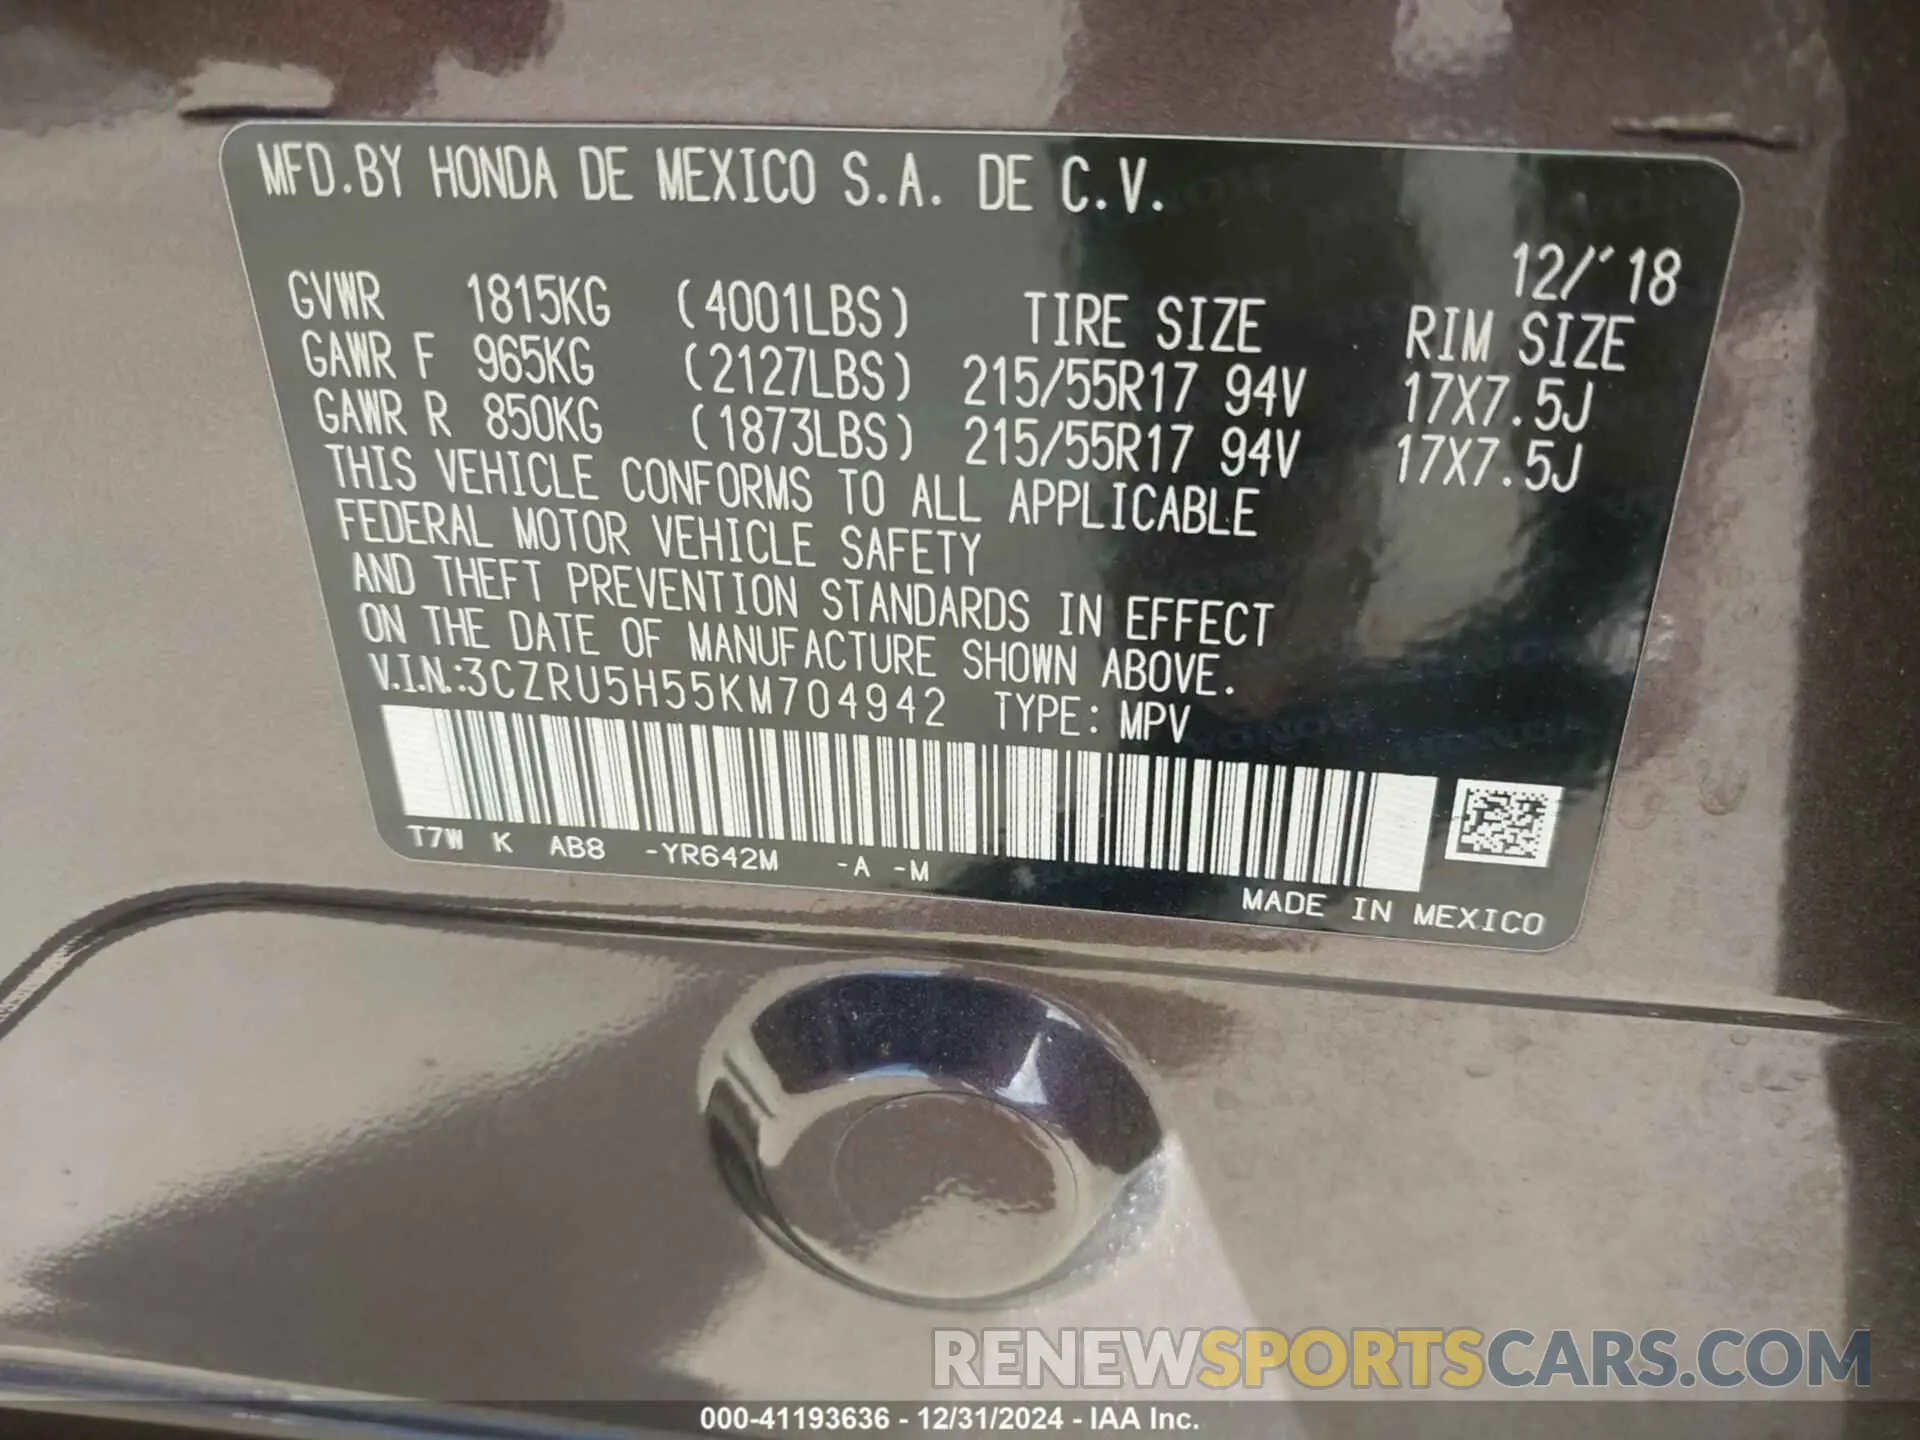 MFD.BY HONDA DE MEXICO S.A. DE C.V.
12/'18
GVWR 1815KG (4001LBS) TIRE SIZE RIM SIZE
GAWR F 965KG (2127LBS) 215/55R17 94V 17X7.5J
GAWR R 850KG (1873LBS) 215/55R17 94V 17X7.5J
THIS VEHICLE CONFORMS TO ALL APPLICABLE
FEDERAL MOTOR VEHICLE SAFETY
AND THEFT PREVENTION STANDARDS IN EFFECT
ON THE DATE OF MANUFACTURE SHOWN ABOVE.
V.I.N.:3CZRU5H55KM704942 TYPE: MPV
T7W K AB8 -YR642M -A -M
MADE IN MEXICO
RENEWSPORTSCARS.COM
000-41193636 - 12/31/2024 - IAA Inc.